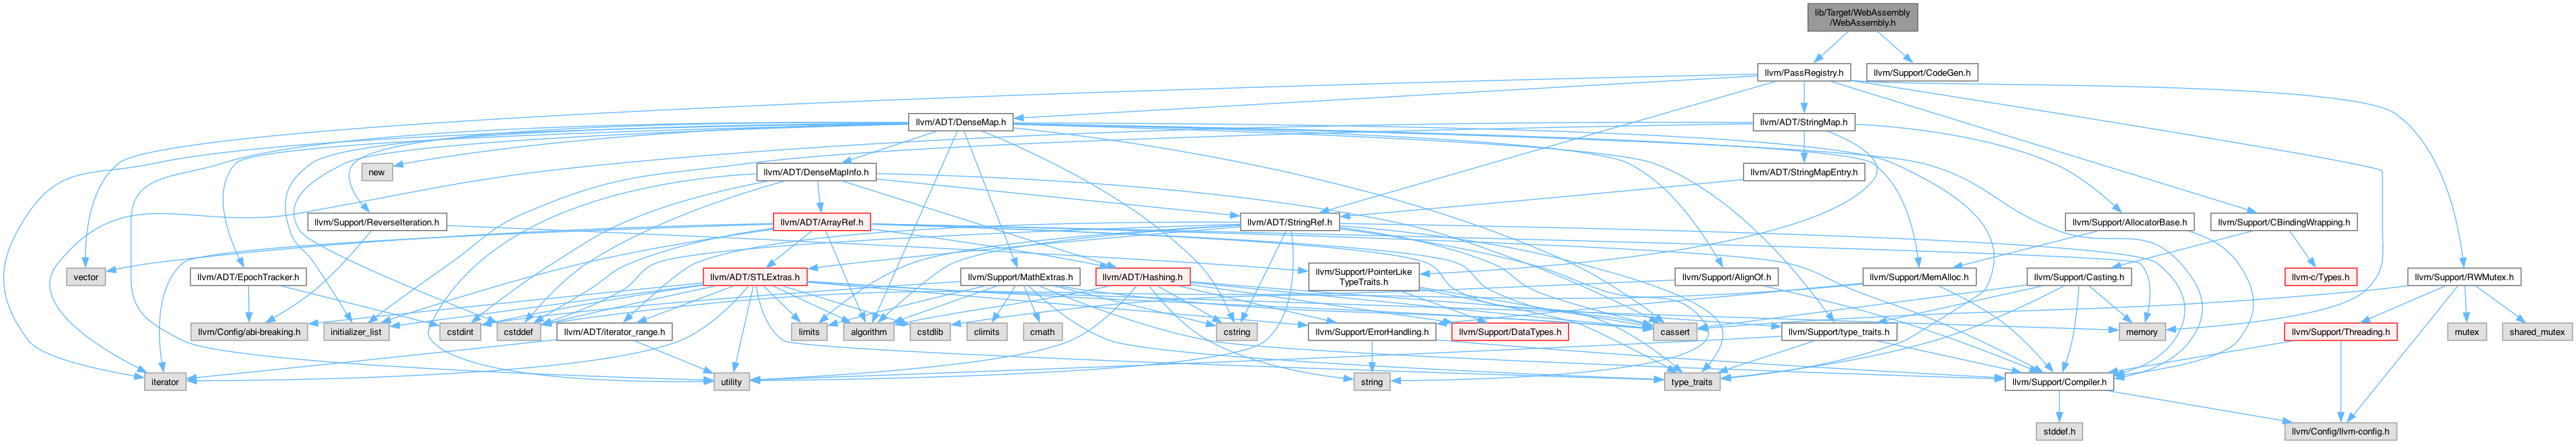 lib/Target/WebAssembly
/WebAssembly.h
llvm/PassRegistry.h
llvm/Support/CodeGen.h
llvm/ADT/DenseMap.h
llvm/ADT/StringMap.h
new
llvm/ADT/DenseMapInfo.h
llvm/ADT/StringMapEntry.h
llvm/Support/ReverseIteration.h
llvm/ADT/ArrayRef.h
llvm/ADT/StringRef.h
llvm/Support/AllocatorBase.h
llvm/Support/CBindingWrapping.h
vector
llvm/ADT/EpochTracker.h
llvm/ADT/STLExtras.h
llvm/Support/MathExtras.h
llvm/ADT/Hashing.h
llvm/Support/PointerLike
TypeTraits.h
llvm/Support/AlignOf.h
llvm/Support/MemAlloc.h
llvm/Support/Casting.h
llvm-c/Types.h
llvm/Support/RWMutex.h
llvm/Config/abi-breaking.h
initializer_list
cstdint
cstddef
llvm/ADT/iterator_range.h
limits
algorithm
cstdlib
climits
cmath
cstring
llvm/Support/ErrorHandling.h
llvm/Support/DataTypes.h
cassert
llvm/Support/type_traits.h
memory
llvm/Support/Threading.h
mutex
shared_mutex
iterator
utility
string
type_traits
llvm/Support/Compiler.h
stddef.h
llvm/Config/llvm-config.h